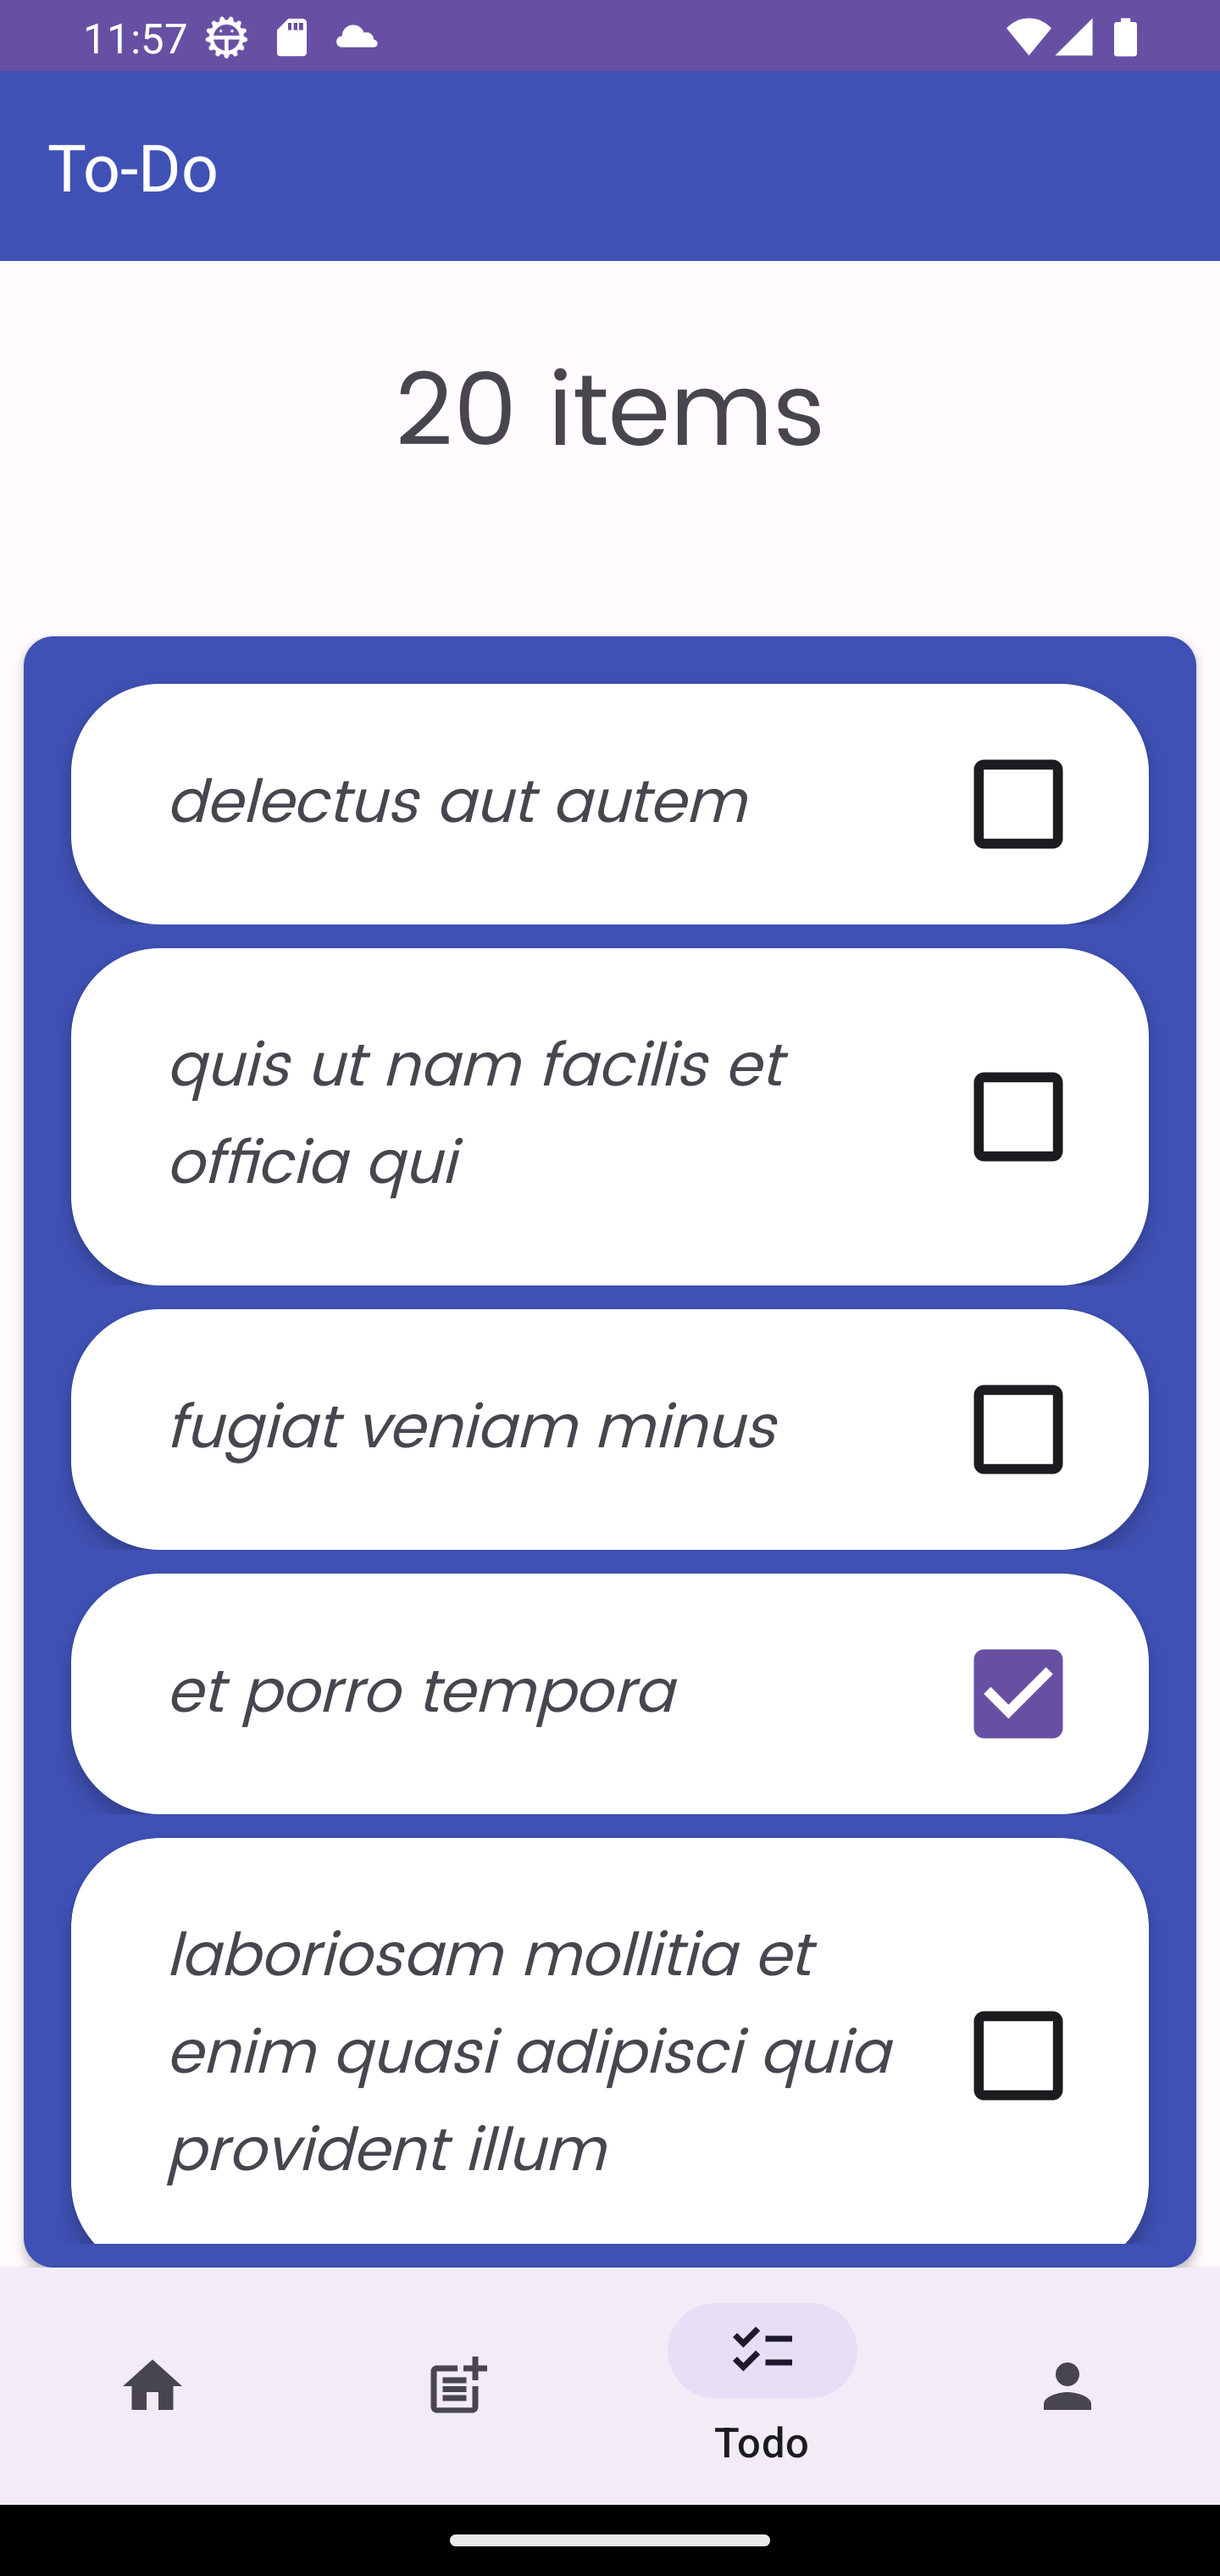 11:57
To-Do
20 items
delectus aut autem
quis ut nam facilis et
officia qui
fugiat veniam minus
et porro tempora
laboriosam mollitia et
enim quasi adipisci quia
provident illum
Todo